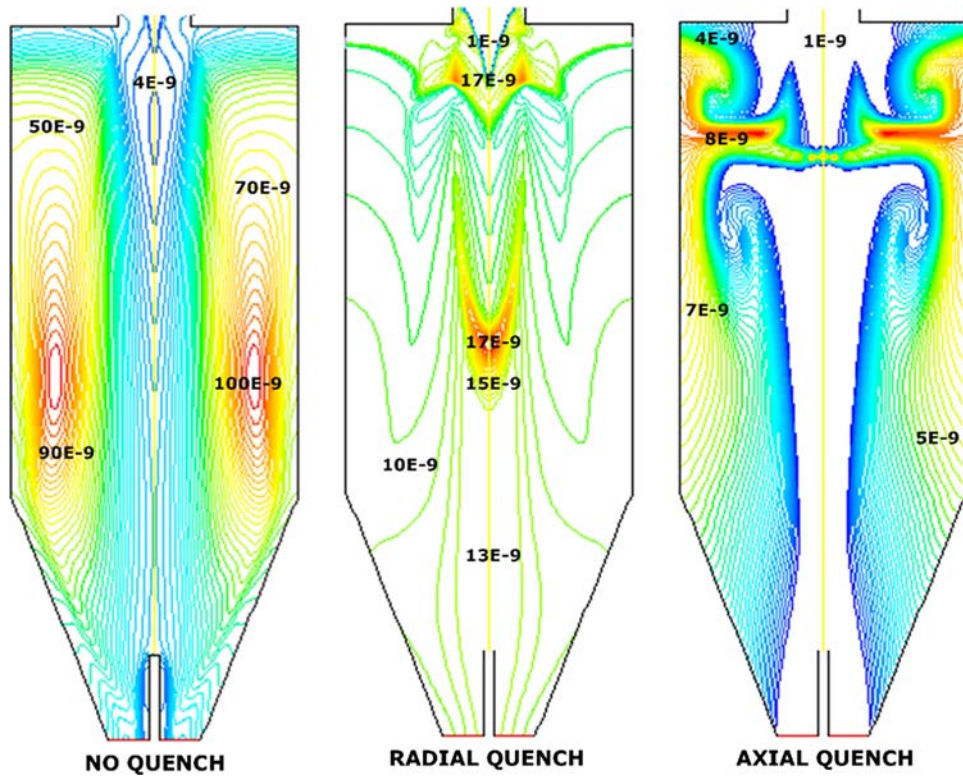 4E-9
50E-9
70E-9
100E-9
90E-9
NO QUENCH
1E-9
17E-9
17E-9
15E-9
10E-9
13E-9
RADIAL QUENCH
4E-9
1E-9
8E-9
7E-9
5E-9
AXIAL QUENCH